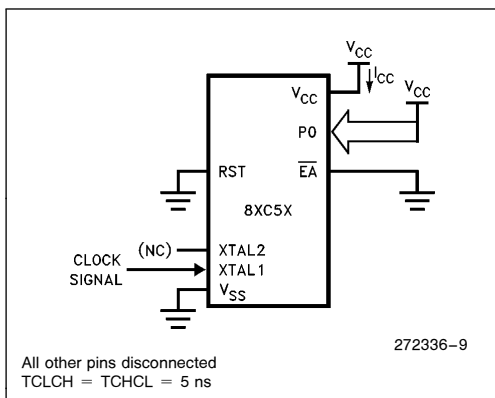 VCC
ICC
VCC
VCC
P0
RST
EA
8XC5X
(NC)
XTAL2
CLOCK
SIGNAL
XTAL1
VSS
272336–9
All other pins disconnected
TCLCH = TCHCL = 5 ns